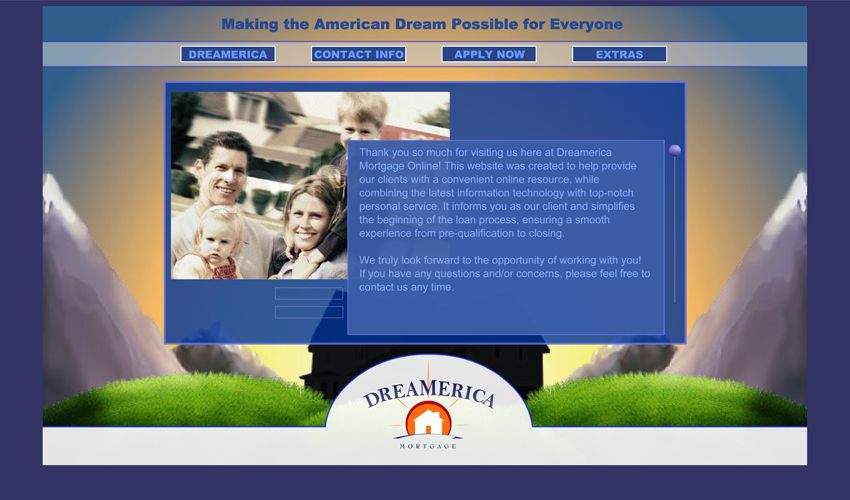 Making the American Dream Possible for Everyone
DREAMERICA
CONTACT INFO
APPLY NOW
EXTRAS
Thank you so much for visiting us here at Dreamerica
Mortgage Online! This website was created to help provide
our clients with a convenient online resource, while
combining the latest information technology with top-notch
personal service. It informs you as our client and simplifies
the beginning of the loan process, ensuring a smooth
experience from pre-qualification to closing.
We truly look forward to the opportunity of working with you!
If you have any questions and/or concerns, please feel free to
contact us any time.
DREAMERICA
MORTGAGE